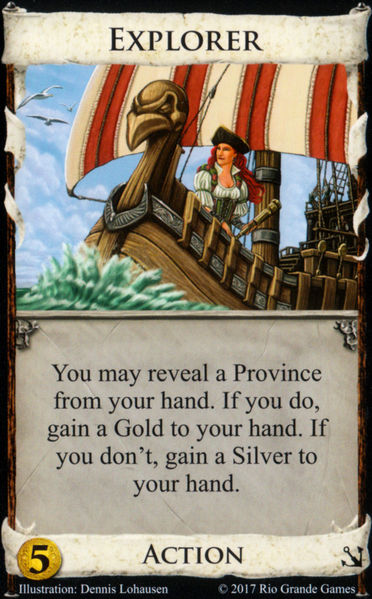 EXPLORER
You may reveal a Province
from your hand. If you do,
gain a Gold to your hand. If
you don't, gain a Silver to
your hand.
5
ACTION
Illustration: Dennis Lohausen © 2017 Rio Grande Games